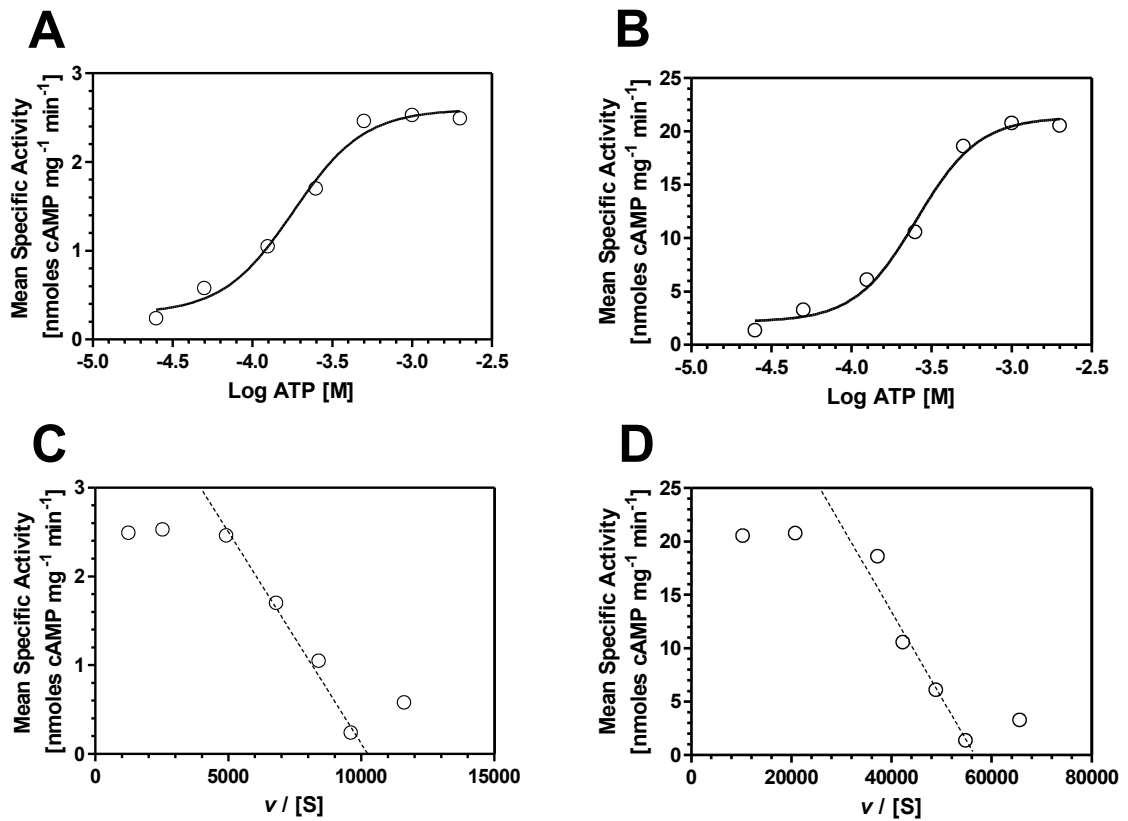 A
Mean Specific Activity
[nmoles cAMP mg-1 min-1]
3
2
1
0
-5.0 -4.5 -4.0 -3.5 -3.0 -2.5
Log ATP [M]
B
Mean Specific Activity
[nmoles cAMP mg-1 min-1]
25
20
15
10
5
0
-5.0 -4.5 -4.0 -3.5 -3.0 -2.5
Log ATP [M]
C
Mean Specific Activity
[nmoles cAMP mg-1 min-1]
3
2
1
0
0 5000 10000 15000
v / [S]
D
Mean Specific Activity
[nmoles cAMP mg-1 min-1]
25
20
15
10
5
0
0 20000 40000 60000 80000
v / [S]